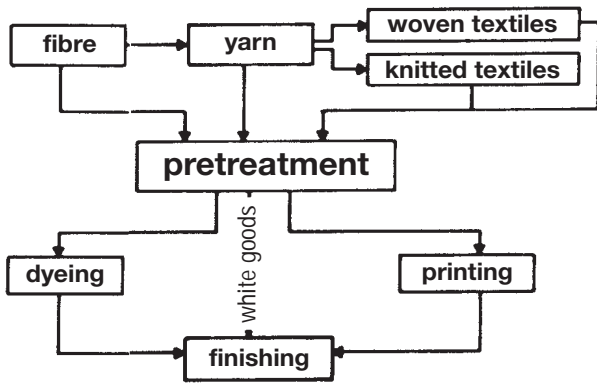 fibre
yarn
woven textiles
knitted textiles
pretreatment
white goods
dyeing
printing
finishing